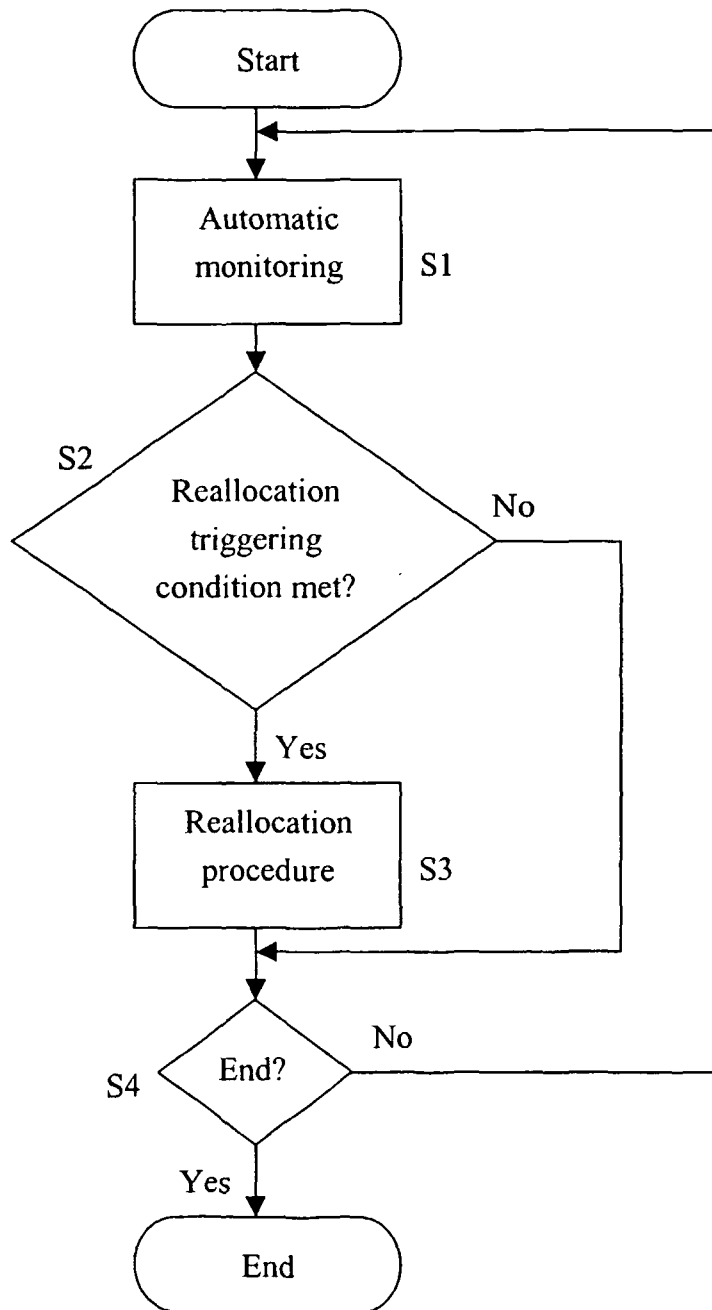 Start
Automatic
monitoring
S1
S2
Reallocation
triggering
condition met?
No
Yes
Reallocation
procedure
S3
No
End?
S4
Yes
End